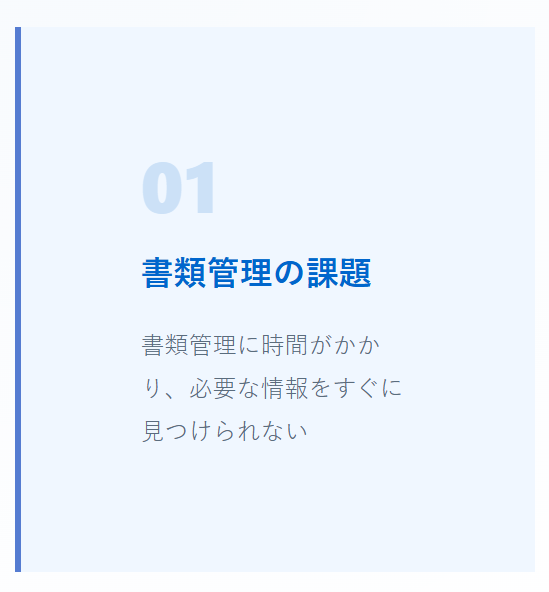 01
書類管理の課題
書類管理に時間がかか
り、必要な情報をすぐに
見つけられない